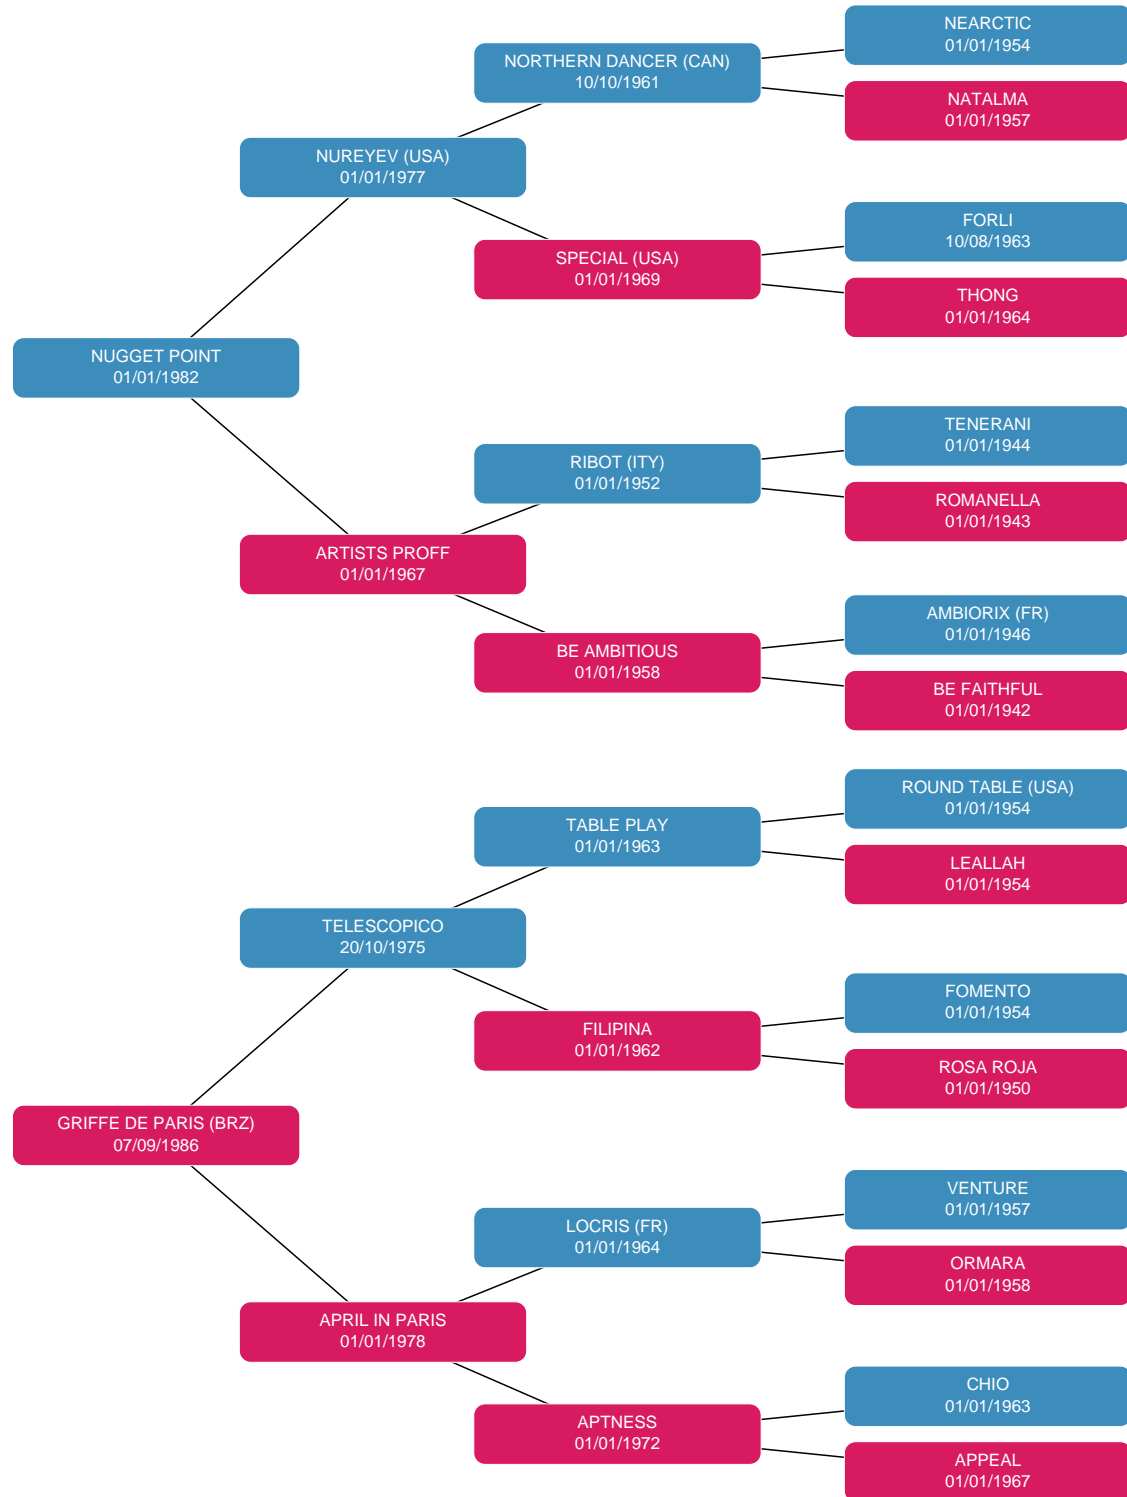 NEARCTIC
01/01/1954
NORTHERN DANCER (CAN)
10/10/1961
NATALMA
01/01/1957
NUREYEV (USA)
01/01/1977
FORLI
10/08/1963
SPECIAL (USA)
01/01/1969
THONG
01/01/1964
NUGGET POINT
01/01/1982
TENERANI
01/01/1944
RIBOT (ITY)
01/01/1952
ROMANELLA
01/01/1943
ARTISTS PROFF
01/01/1967
AMBIORIX (FR)
01/01/1946
BE AMBITIOUS
01/01/1958
BE FAITHFUL
01/01/1942
ROUND TABLE (USA)
01/01/1954
TABLE PLAY
01/01/1963
LEALLAH
01/01/1954
TELESCOPICO
20/10/1975
FOMENTO
01/01/1954
FILIPINA
01/01/1962
ROSA ROJA
01/01/1950
GRIFFE DE PARIS (BRZ)
07/09/1986
VENTURE
01/01/1957
LOCRIS (FR)
01/01/1964
ORMARA
01/01/1958
APRIL IN PARIS
01/01/1978
CHIO
01/01/1963
APTNESS
01/01/1972
APPEAL
01/01/1967